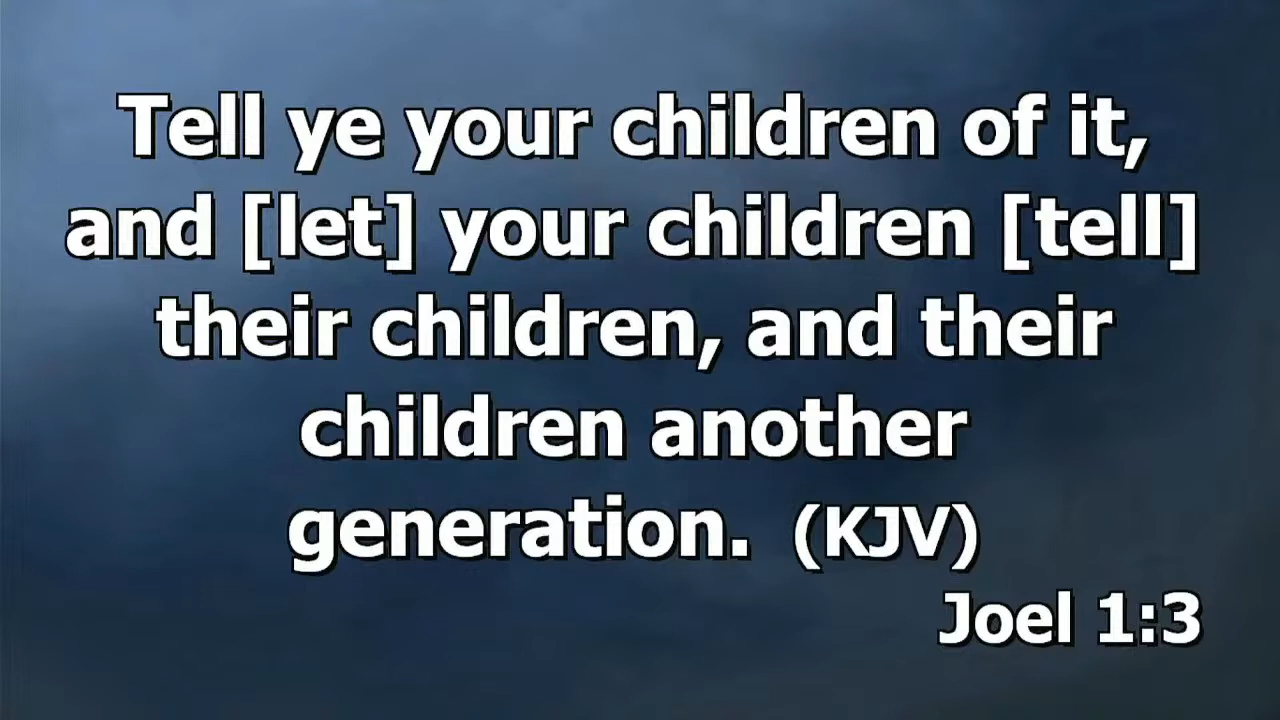 Tell ye your children of it,
and [let] your children [tell]
their children, and their
children another
generation. (KJV)
Joel 1:3